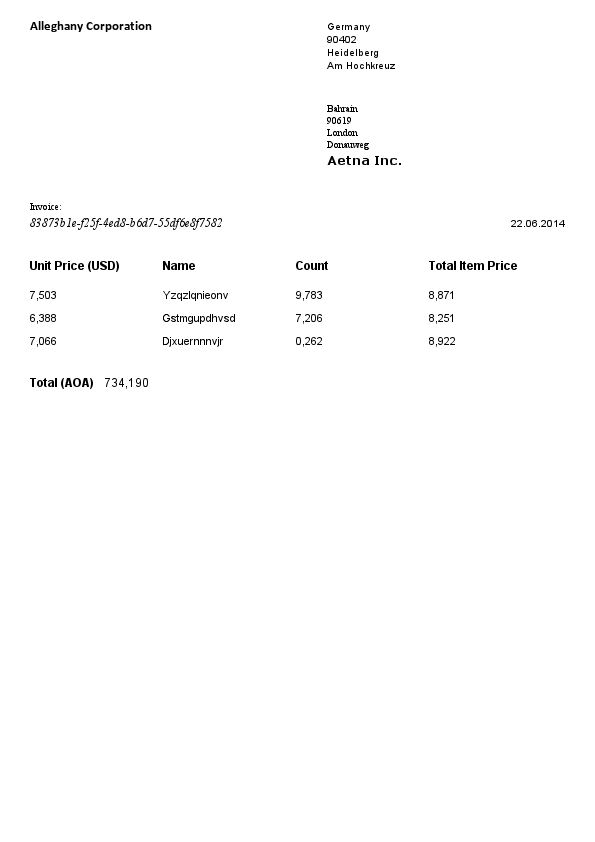 Alleghany Corporation
Germany
90402
Heidelberg
Am Hochkreuz
Bahrain
90619
London
Donauweg
Aetna Inc.
Invoice:
83873b1e-f25f-4ed8-b6d7-55df6e8f7582
22.06.2014
Unit Price (USD) Name Count Total Item Price
7,503 Yzqzlqnieonv 9,783 8,871
6,388 Gstmgupdhvsd 7,206 8,251
7,066 Djxuernnnvjr 0,262 8,922
Total (AOA) 734,190